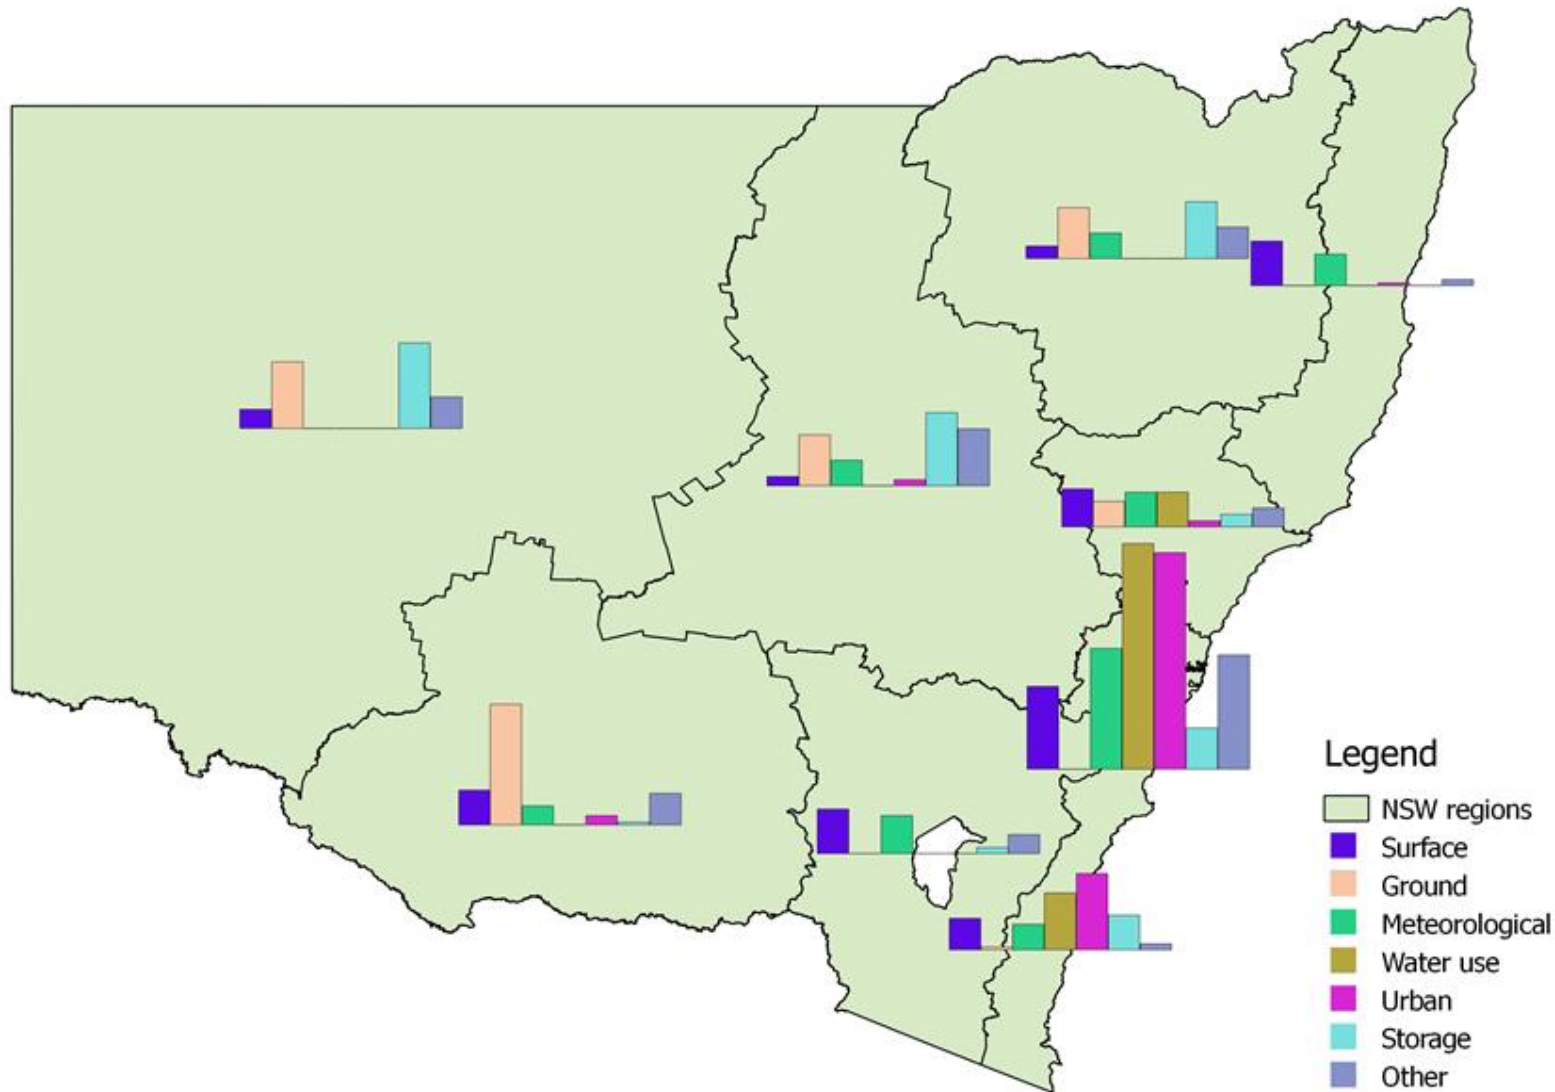 Legend
NSW regions
Surface
Ground
Meteorological
Water use
Urban
Storage
Other